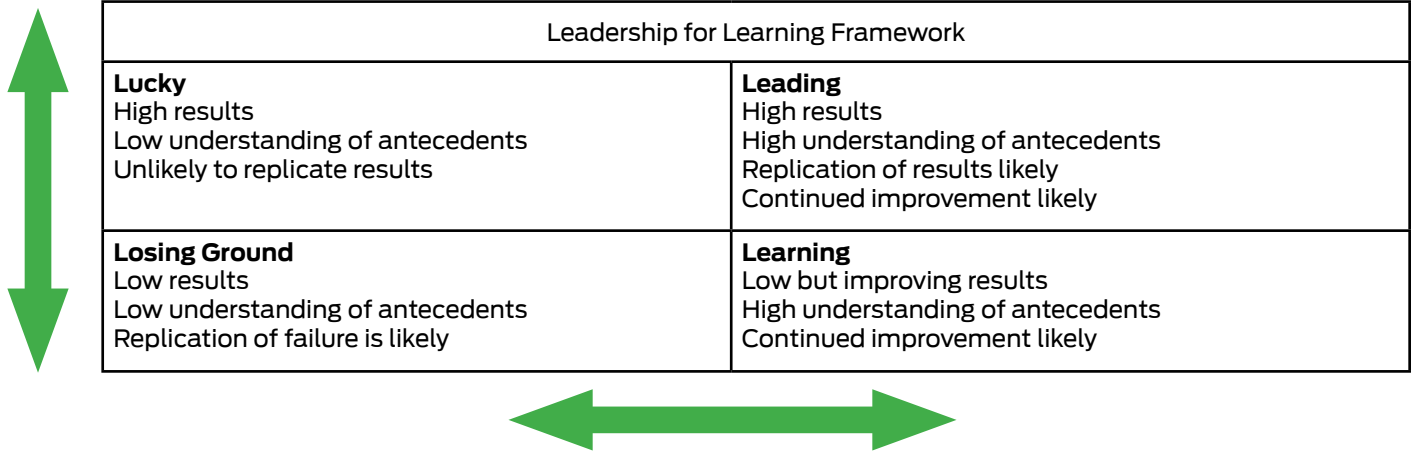 Leadership for Learning Framework
Lucky
High results
Low understanding of antecedents
Unlikely to replicate results
Leading
High results
High understanding of antecedents
Replication of results likely
Continued improvement likely
Losing Ground
Low results
Low understanding of antecedents
Replication of failure is likely
Learning
Low but improving results
High understanding of antecedents
Continued improvement likely